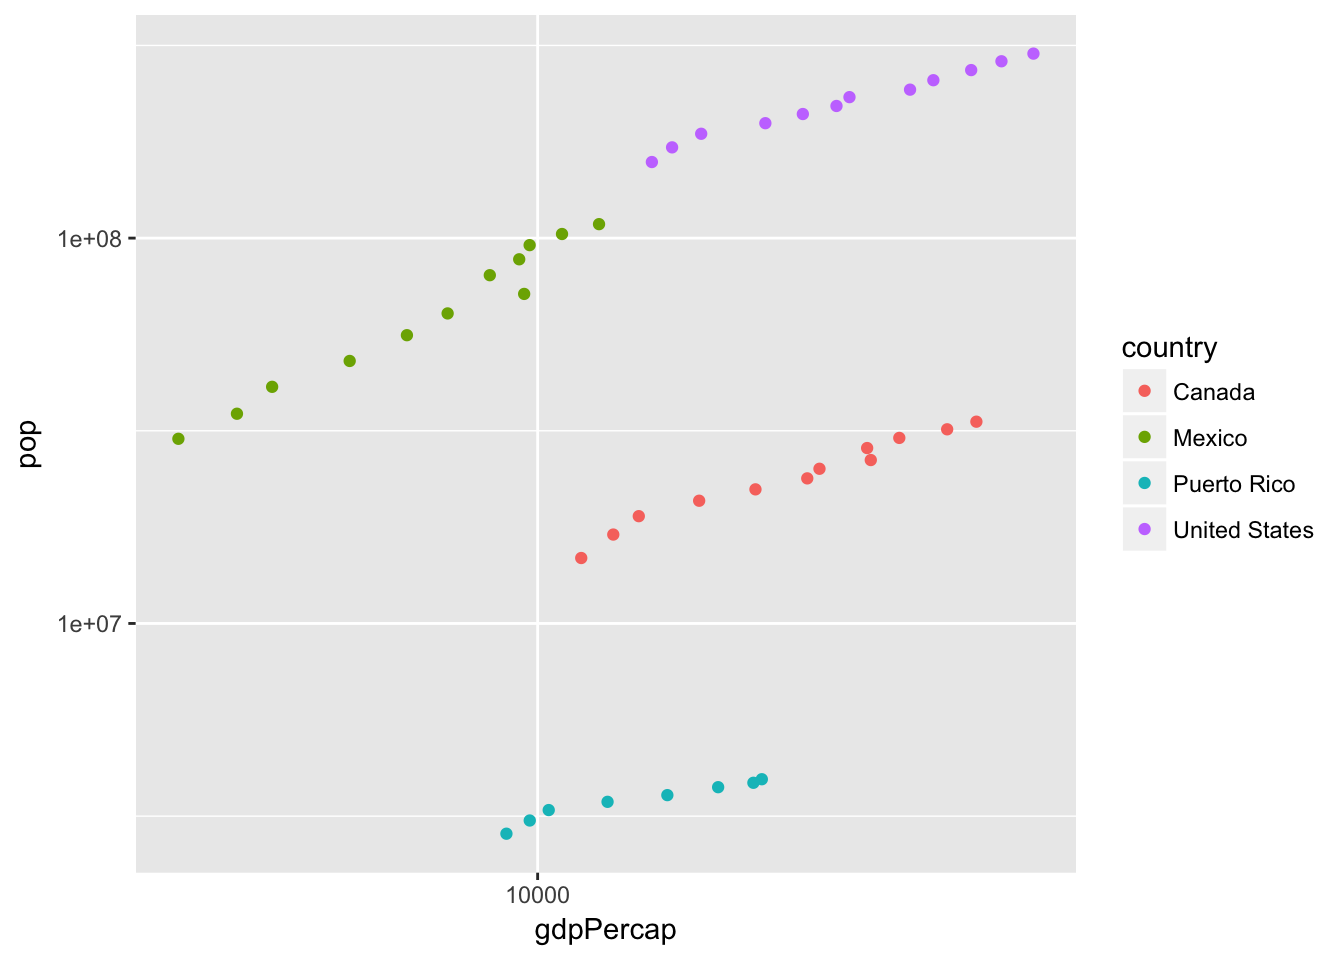 pop
1e+08
1e+07
10000
gdpPercap
country
Canada
Mexico
Puerto Rico
United States